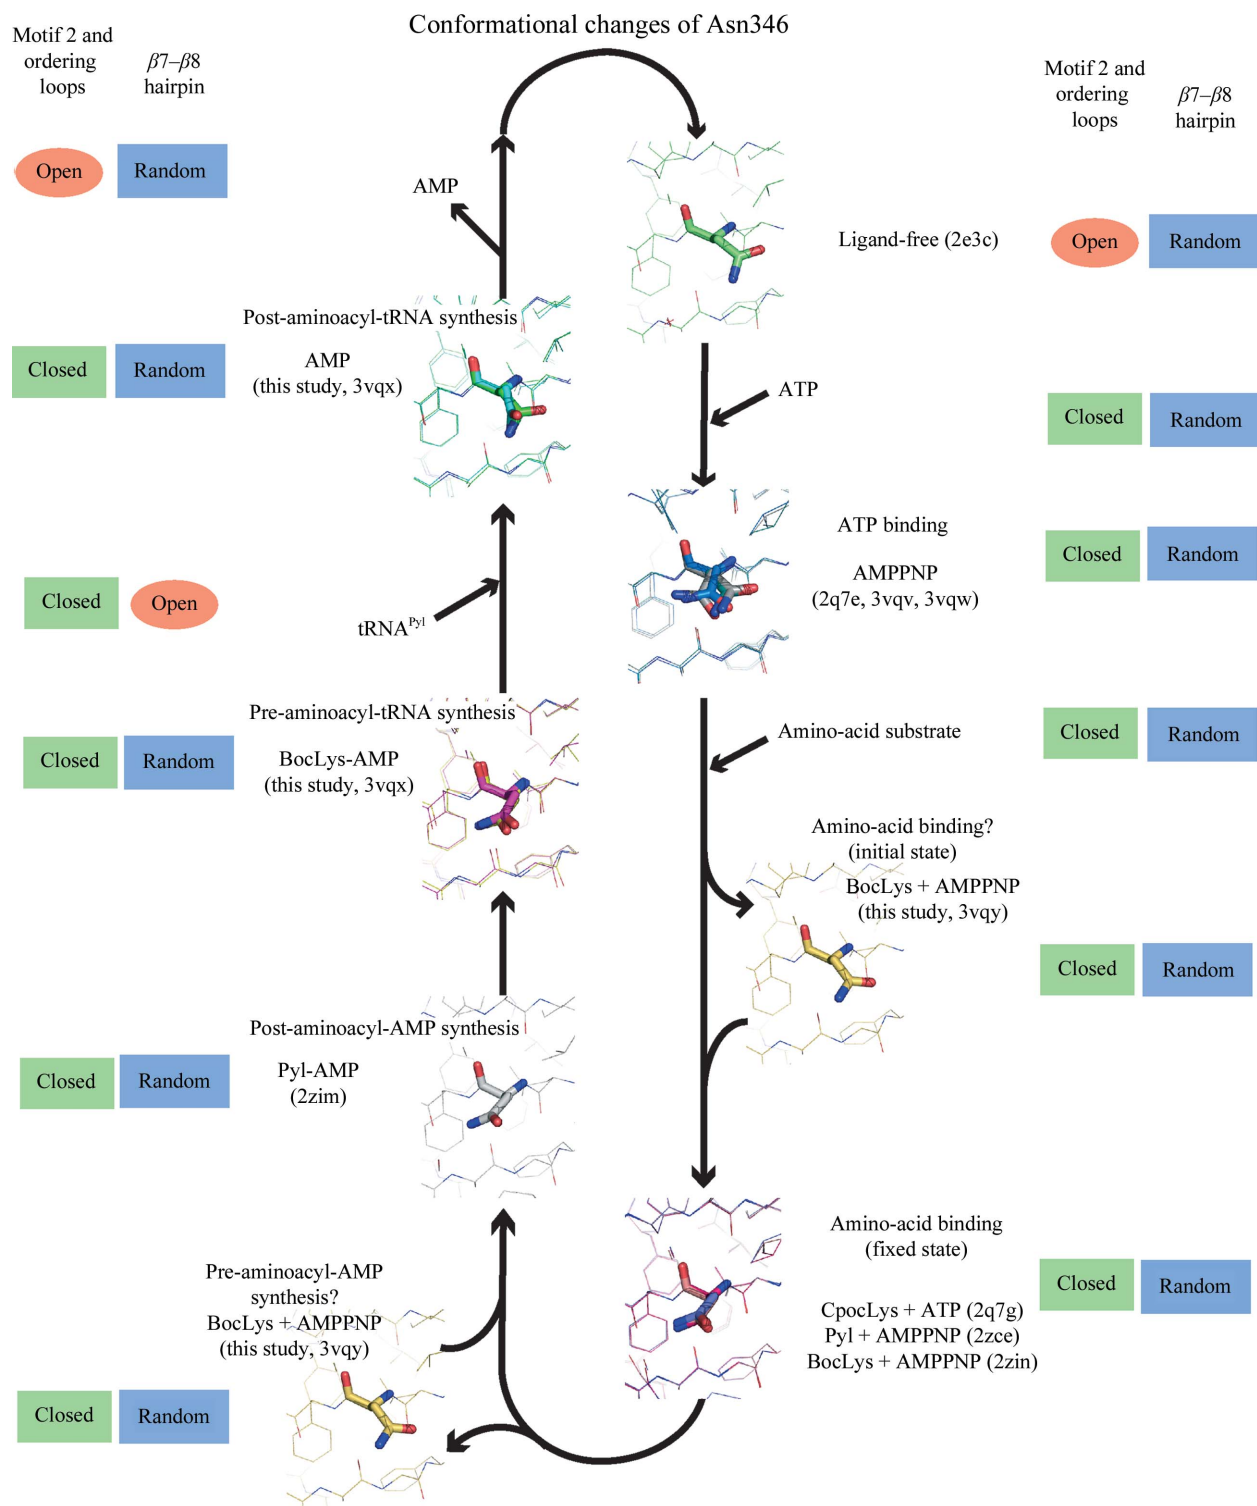 Conformational changes of Asn346
Motif 2 and
ordering
loops
β7–β8
hairpin
Motif 2 and
ordering
loops
β7–β8
hairpin
Open
Random
AMP
Ligand-free (2e3c)
Open
Random
Post-aminoacyl-tRNA synthesis
AMP
(this study, 3vqx)
Closed
Random
ATP
Closed
Random
ATP binding
AMPPNP
(2q7e, 3vqv, 3vqw)
Closed
Random
Closed
Open
tRNAᴾʸˡ
Pre-aminoacyl-tRNA synthesis
BocLys-AMP
(this study, 3vqx)
Closed
Random
Amino-acid substrate
Closed
Random
Amino-acid binding?
(initial state)
BocLys + AMPPNP
(this study, 3vqy)
Closed
Random
Post-aminoacyl-AMP synthesis
Pyl-AMP
(2zim)
Closed
Random
Amino-acid binding
(fixed state)
CpocLys + ATP (2q7g)
Pyl + AMPPNP (2zce)
BocLys + AMPPNP (2zin)
Closed
Random
Pre-aminoacyl-AMP
synthesis?
BocLys + AMPPNP
(this study, 3vqy)
Closed
Random